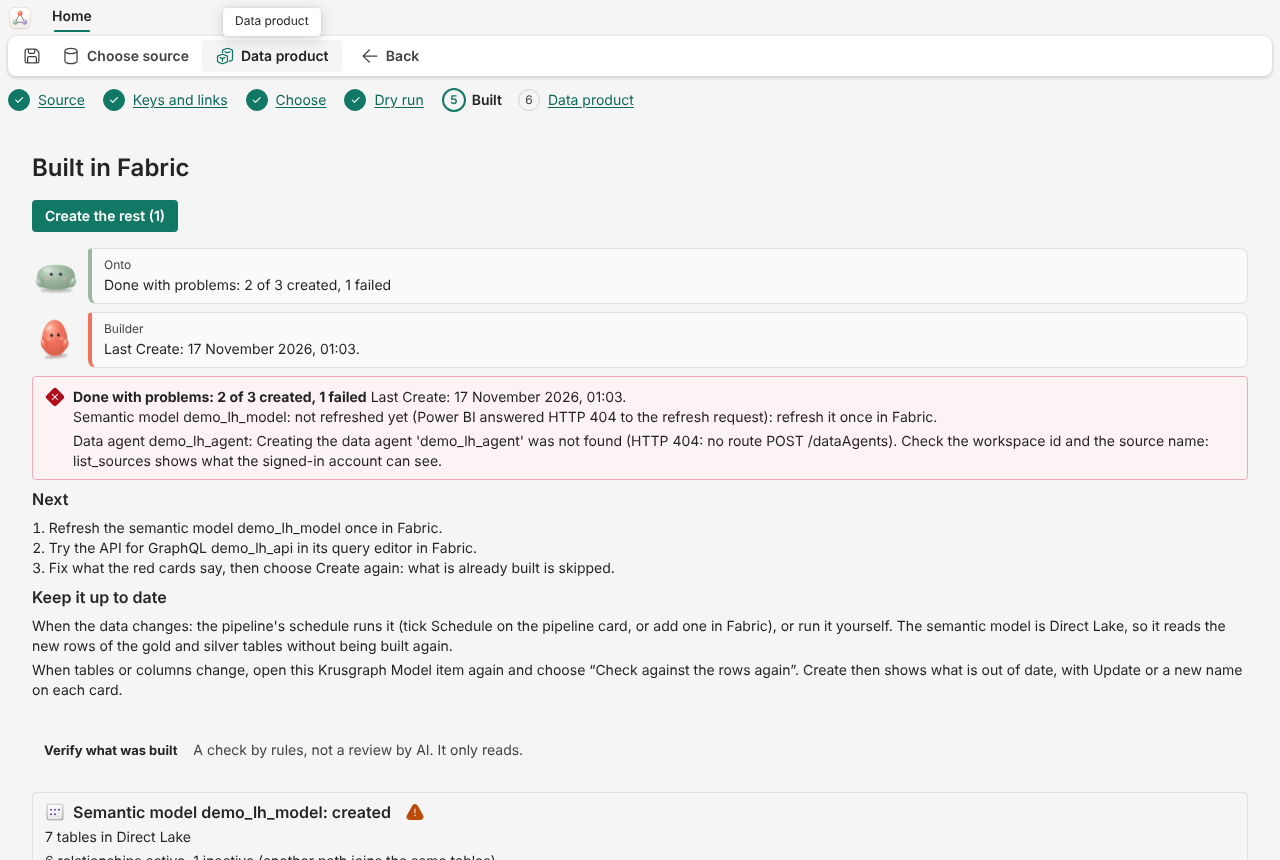 Home
Data product
Choose source
Data product
Back
Source
Keys and links
Choose
Dry run
5 Built
6 Data product
Built in Fabric
Create the rest (1)
Onto
Done with problems: 2 of 3 created, 1 failed
Builder
Last Create: 17 November 2026, 01:03.
Done with problems: 2 of 3 created, 1 failed Last Create: 17 November 2026, 01:03.
Semantic model demo_lh_model: not refreshed yet (Power BI answered HTTP 404 to the refresh request): refresh it once in Fabric.
Data agent demo_lh_agent: Creating the data agent 'demo_lh_agent' was not found (HTTP 404: no route POST /dataAgents). Check the workspace id and the source name:
list_sources shows what the signed-in account can see.
Next
1. Refresh the semantic model demo_lh_model once in Fabric.
2. Try the API for GraphQL demo_lh_api in its query editor in Fabric.
3. Fix what the red cards say, then choose Create again: what is already built is skipped.
Keep it up to date
When the data changes: the pipeline's schedule runs it (tick Schedule on the pipeline card, or add one in Fabric), or run it yourself. The semantic model is Direct Lake, so it reads the
new rows of the gold and silver tables without being built again.
When tables or columns change, open this Krusgraph Model item again and choose “Check against the rows again”. Create then shows what is out of date, with Update or a new name
on each card.
Verify what was built A check by rules, not a review by AI. It only reads.
Semantic model demo_lh_model: created
7 tables in Direct Lake
6 relationships active, 1 inactive (another path joins the same tables)